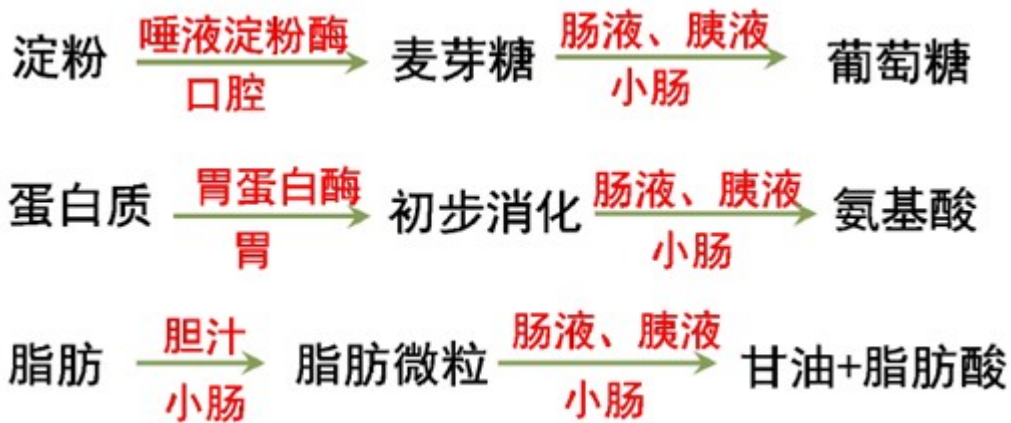 唾液淀粉酶 肠液、胰液
淀粉 麦芽糖 葡萄糖
口腔 小肠
胃蛋白酶 肠液、胰液
蛋白质 初步消化 氨基酸
胃 小肠
胆汁 肠液、胰液
脂肪 脂肪微粒 甘油+脂肪酸
小肠 小肠